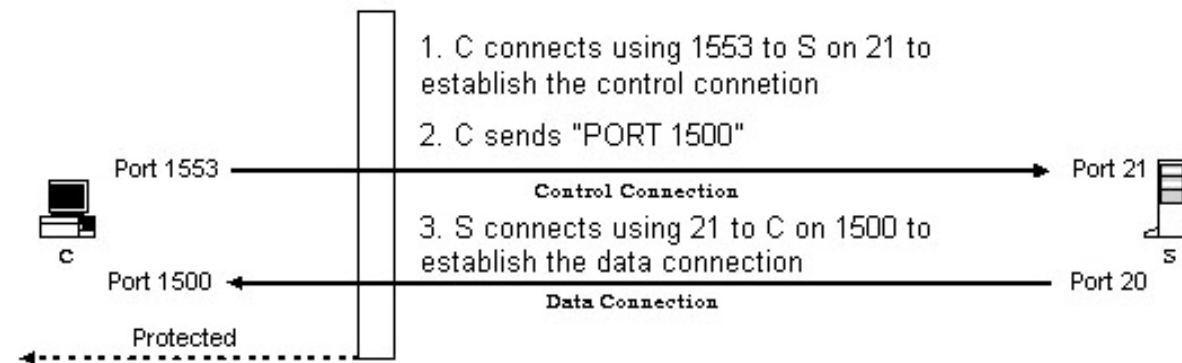 1. C connects using 1553 to S on 21 to
establish the control connetion
2. C sends "PORT 1500"
Port 1553
Port 21
Control Connection
C
3. S connects using 21 to C on 1500 to
establish the data connection
S
Port 1500
Port 20
Data Connection
Protected